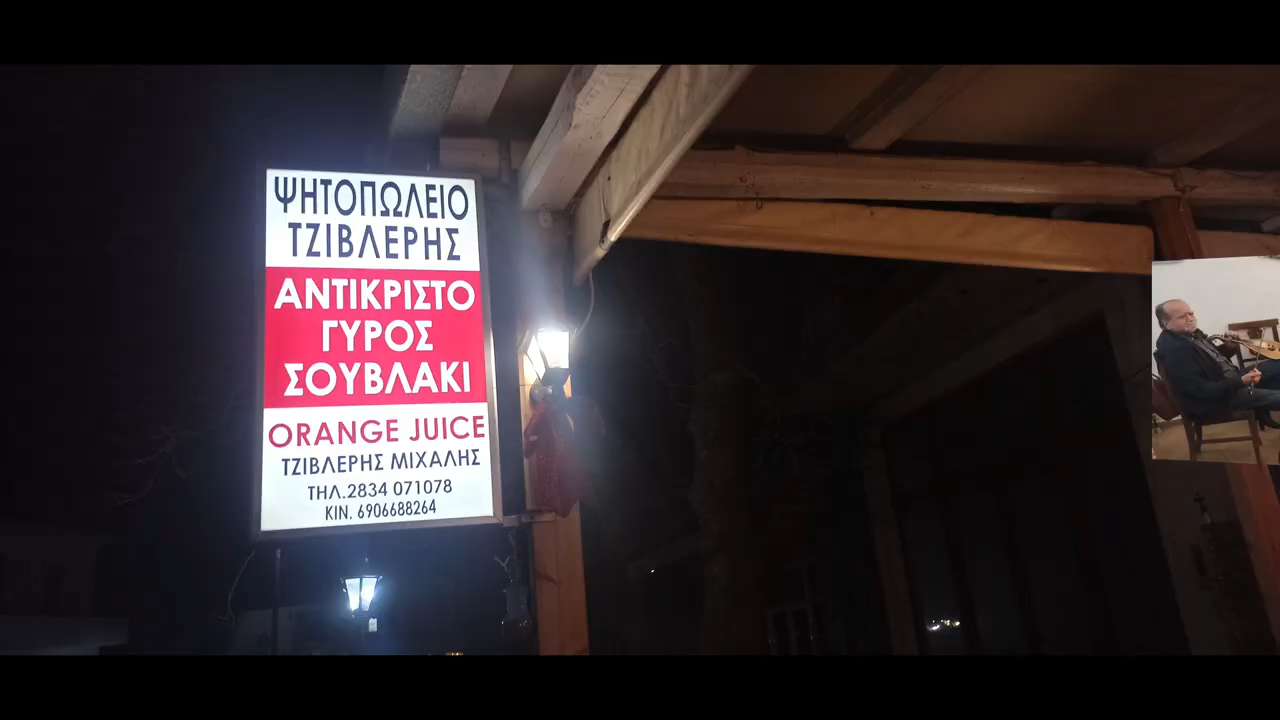 ΨΗΤΟΠΩΛΕΙΟ
ΤΖΙΒΛΕΡΗΣ
ΑΝΤΙΚΡΙΣΤΟ
ΓΥΡΟΣ
ΣΟΥΒΛΑΚΙ
ORANGE JUICE
ΤΖΙΒΛΕΡΗΣ ΜΙΧΑΛΗΣ
ΤΗΛ.2834 071078
ΚΙΝ. 6906688264